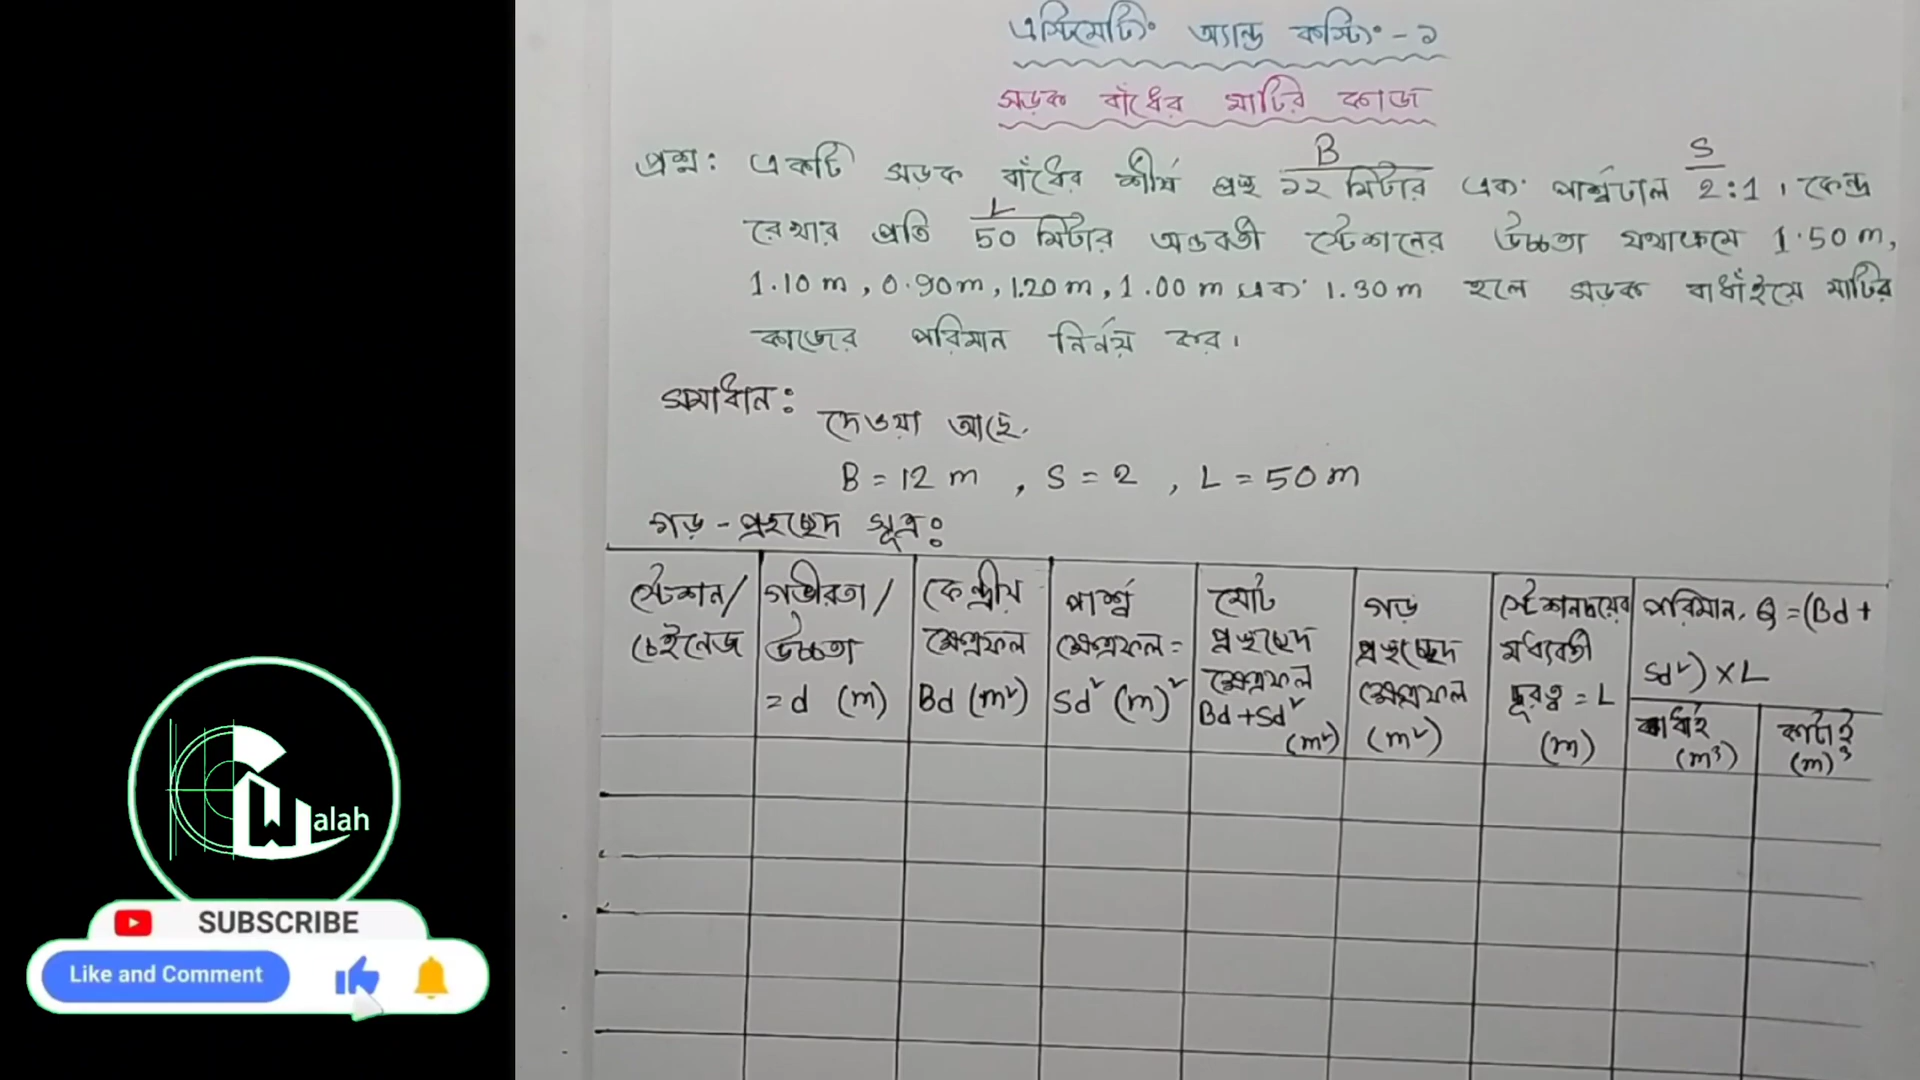 এস্টিমেটিং অ্যান্ড কস্টিং - ১
সড়ক বাঁধের মাটির কাজ
B
S
প্রশ্ন: একটি সড়ক বাঁধের শীর্ষ প্রস্থ ১২ মিটার এবং পার্শ্বঢাল 2:1, কেন্দ্র
L
রেখার প্রতি 50 মিটার অন্তবর্তী স্টেশনের উচ্চতা যথাক্রমে 1.50 m,
1.10 m, 0.90m, 1.20 m, 1.00 m এবং 1.30 m হলে সড়ক বাধাঁইয়ে মাটির
কাজের পরিমান নির্নয় কর।
সমাধান:
দেওয়া আছে,
B = 12 m , S = 2 , L = 50 m
গড় - প্রস্থচ্ছেদ সূত্র:
স্টেশন/
চেইনেজ
গভীরতা/
উচ্চতা
= d (m)
কেন্দ্রীয়
ক্ষেত্রফল
Bd (m²)
পার্শ্ব
ক্ষেত্রফল =
Sd² (m)²
মোট
প্রস্থচ্ছেদ
ক্ষেত্রফল
Bd + Sd²
(m²)
গড়
প্রস্থচ্ছেদ
ক্ষেত্রফল
(m²)
স্টেশনদ্বয়ের
মধ্যবর্তী
দূরত্ব = L
(m)
পরিমান, Q = (Bd +
Sd²) × L
বাধাঁই
(m³)
কাটাই
(m)³
Walah
SUBSCRIBE
Like and Comment